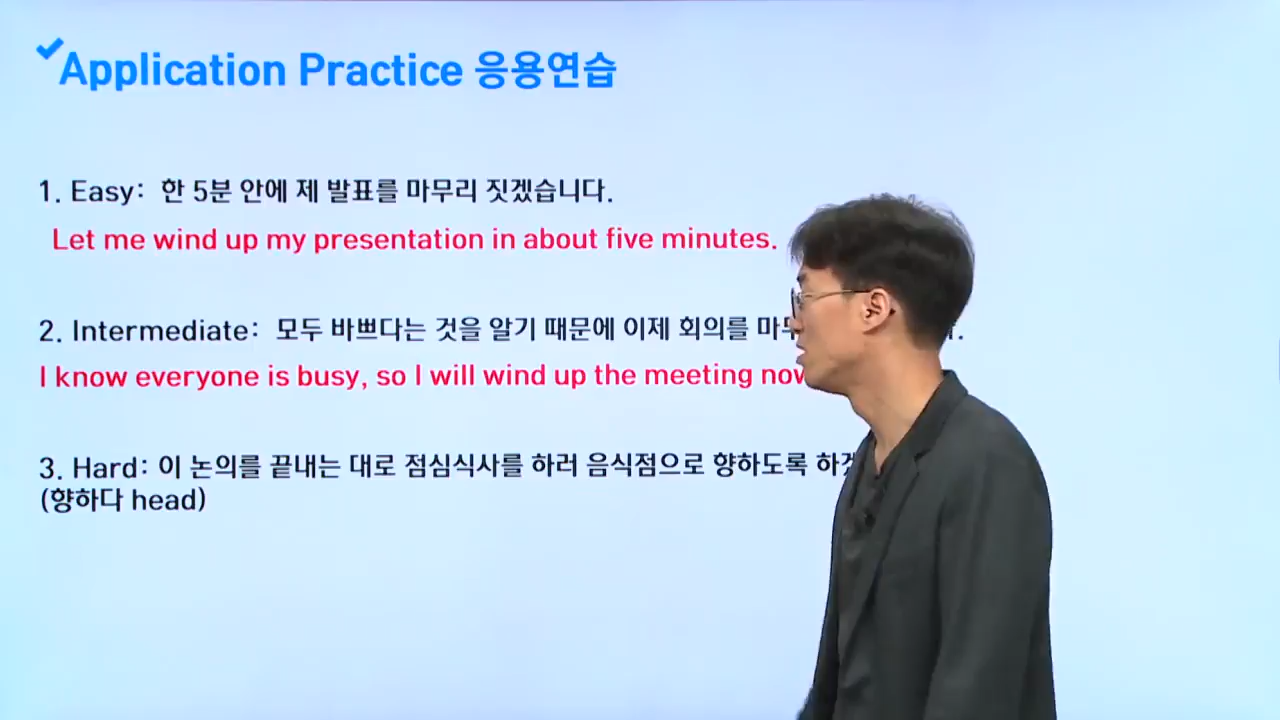 Application Practice 응용연습
1. Easy: 한 5분 안에 제 발표를 마무리 짓겠습니다.
Let me wind up my presentation in about five minutes.
2. Intermediate: 모두 바쁘다는 것을 알기 때문에 이제 회의를
I know everyone is busy, so I will wind up the meeting
3. Hard: 이 논의를 끝내는 대로 점심식사를 하러 음식점으로 향하도록
(향하다 head)